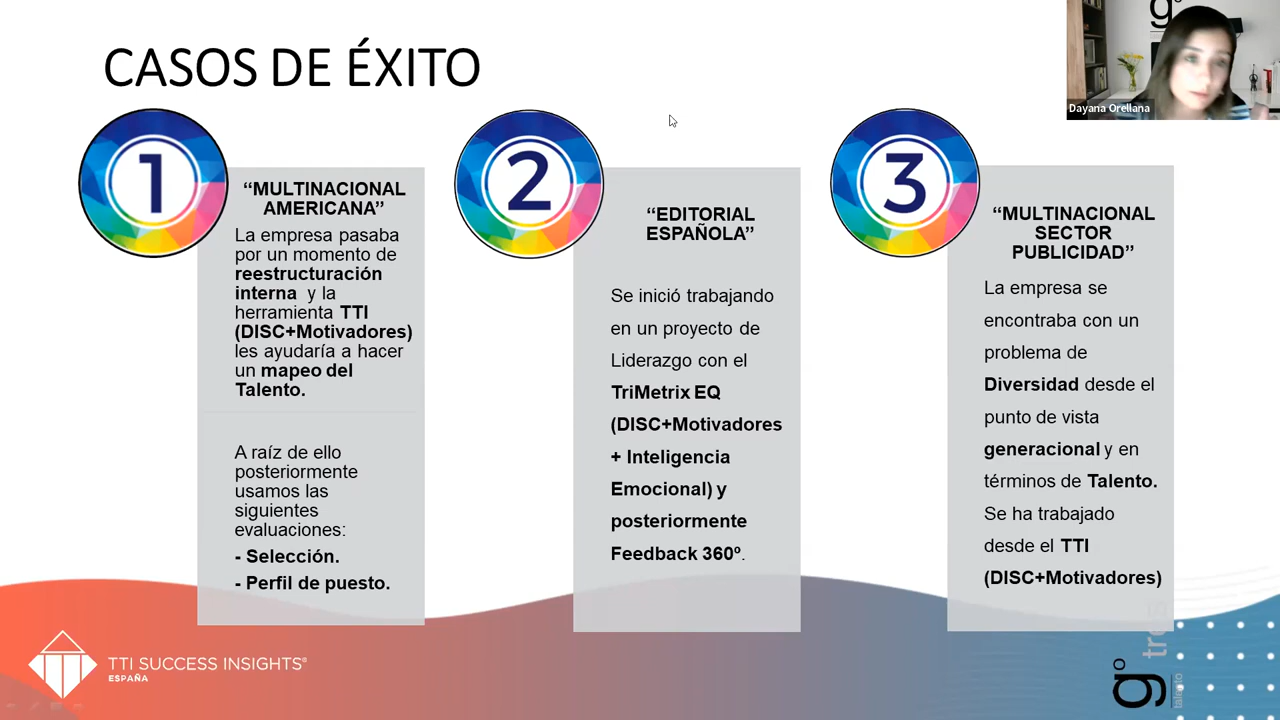 CASOS DE ÉXITO
g°
Dayana Orellana
1
“MULTINACIONAL
AMERICANA”
La empresa pasaba
por un momento de
reestructuración
interna y la
herramienta TTI
(DISC+Motivadores)
les ayudaría a hacer
un mapeo del
Talento.
A raíz de ello
posteriormente
usamos las
siguientes
evaluaciones:
- Selección.
- Perfil de puesto.
2
“EDITORIAL
ESPAÑOLA”
Se inició trabajando
en un proyecto de
Liderazgo con el
TriMetrix EQ
(DISC+Motivadores
+ Inteligencia
Emocional) y
posteriormente
Feedback 360º.
3
“MULTINACIONAL
SECTOR
PUBLICIDAD”
La empresa se
encontraba con un
problema de
Diversidad desde el
punto de vista
generacional y en
términos de Talento.
Se ha trabajado
desde el TTI
(DISC+Motivadores)
TTI SUCCESS INSIGHTS®
ESPAÑA
g°
tres
talento